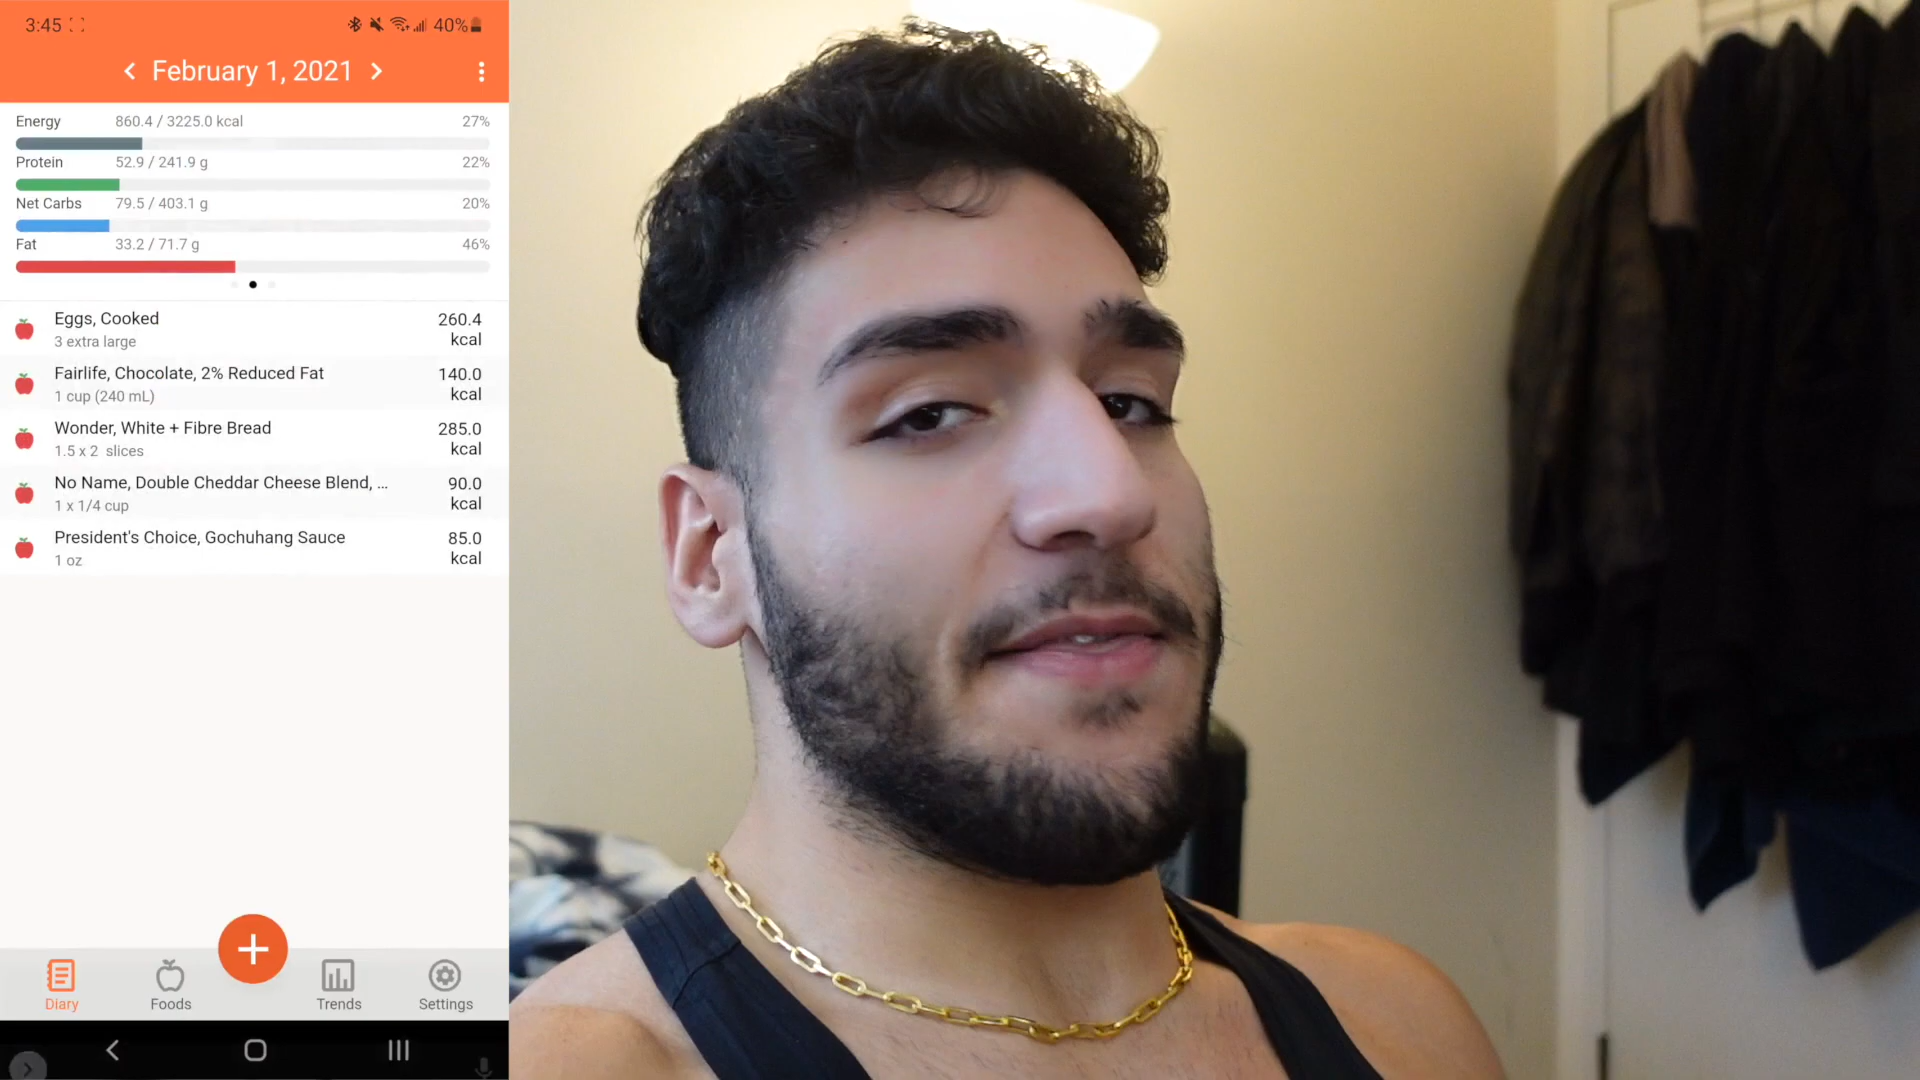 3:45 40%
February 1, 2021
Energy 860.4 / 3225.0 kcal 27%
Protein 52.9 / 241.9 g 22%
Net Carbs 79.5 / 403.1 g 20%
Fat 33.2 / 71.7 g 46%
Eggs, Cooked 260.4
3 extra large kcal
Fairlife, Chocolate, 2% Reduced Fat 140.0
1 cup (240 mL) kcal
Wonder, White + Fibre Bread 285.0
1.5 x 2 slices kcal
No Name, Double Cheddar Cheese Blend, ... 90.0
1 x 1/4 cup kcal
President's Choice, Gochuhang Sauce 85.0
1 oz kcal
+
Diary Foods Trends Settings